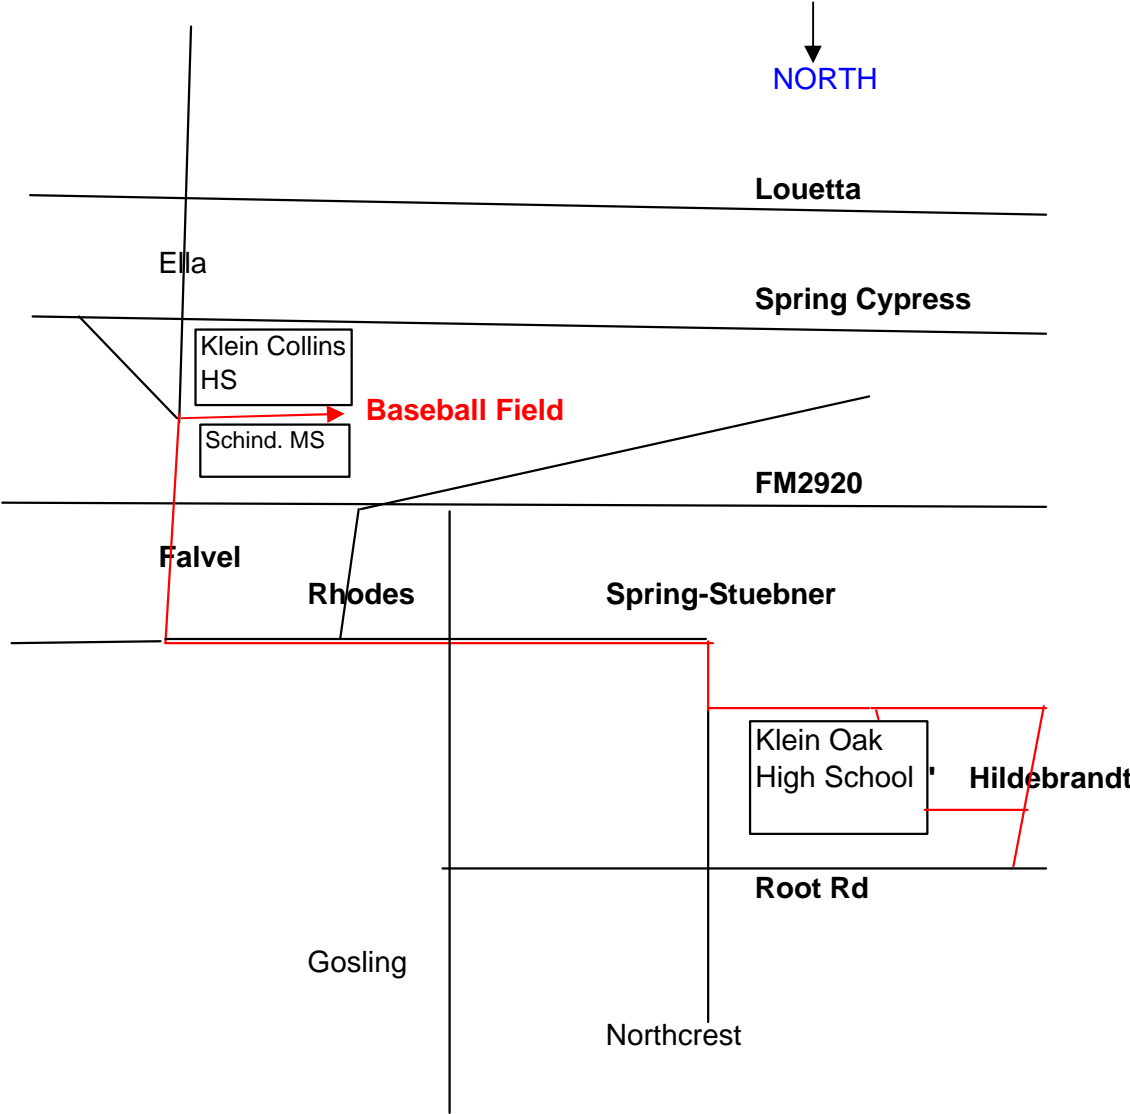 NORTH
Louetta
Ella
Spring Cypress
Klein Collins
HS
Baseball Field
Schind. MS
FM2920
Falvel
Rhodes
Spring-Stuebner
Klein Oak
High School
' Hildebrandt
Root Rd
Gosling
Northcrest